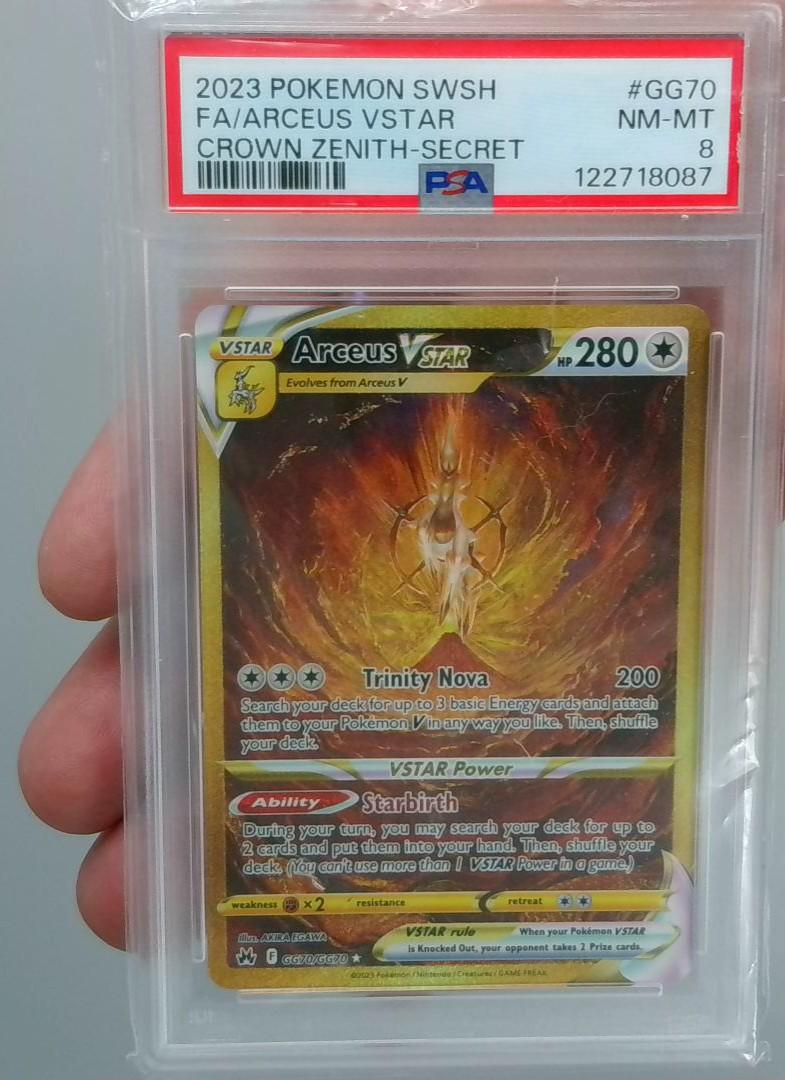 2023 POKEMON SWSH #GG70
FA/ARCEUS VSTAR NM-MT
CROWN ZENITH-SECRET 8
PSA 122718087
VSTAR Arceus VSTAR HP 280
Evolves from Arceus V
Trinity Nova 200
Search your deck for up to 3 basic Energy cards and attach
them to your Pokémon V in any way you like. Then, shuffle
your deck.
VSTAR Power
Ability Starbirth
During your turn, you may search your deck for up to
2 cards and put them into your hand. Then, shuffle your
deck. (You can't use more than 1 VSTAR Power in a game.)
weakness ×2 resistance retreat
VSTAR rule When your Pokémon VSTAR
is Knocked Out, your opponent takes 2 Prize cards.
Illus. AKIRA EGAWA
F GG70/GG70
©2023 Pokémon / Nintendo / Creatures / GAME FREAK